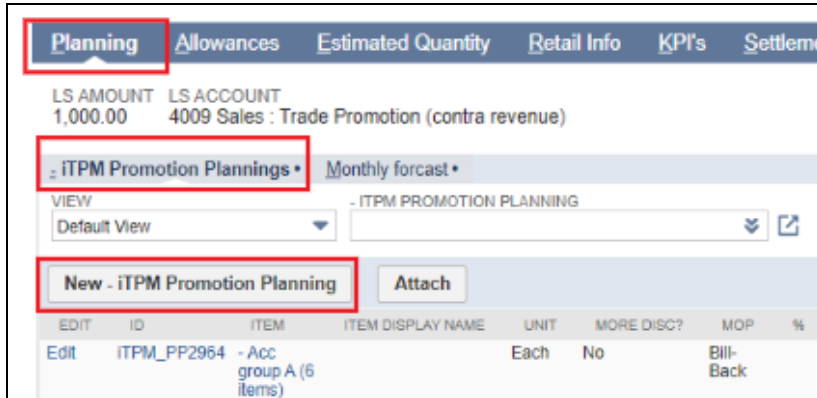 Planning Allowances Estimated Quantity Retail Info KPI's Settleme
LS AMOUNT LS ACCOUNT
1,000.00 4009 Sales : Trade Promotion (contra revenue)
- iTPM Promotion Plannings • Monthly forcast •
VIEW - ITPM PROMOTION PLANNING
Default View
New - iTPM Promotion Planning Attach
EDIT ID ITEM ITEM DISPLAY NAME UNIT MORE DISC? MOP %
Edit iTPM_PP2964 - Acc Each No Bill-
group A (6 Back
items)